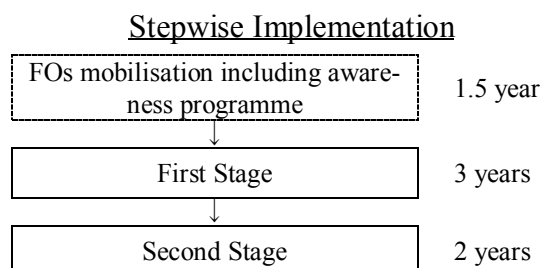 Stepwise Implementation
FOs mobilisation including aware-
ness programme
1.5 year
First Stage
3 years
Second Stage
2 years